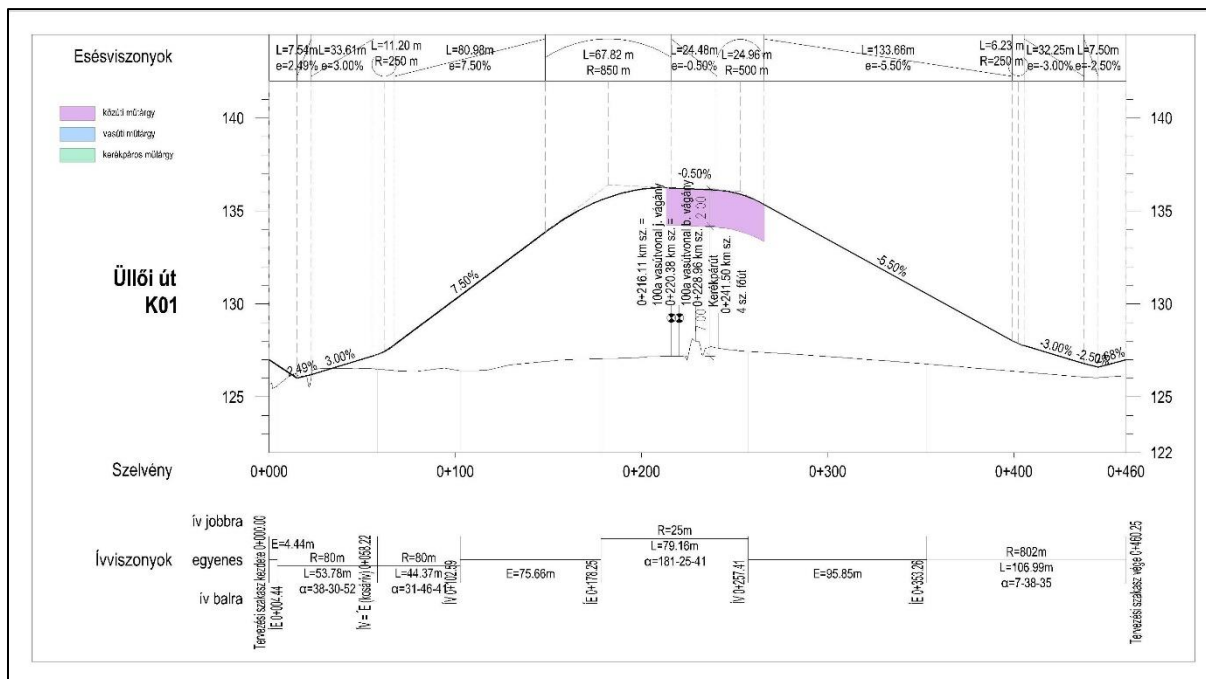 Esésviszonyok
L=7.54m
e=2.49%
L=33.61m
e=3.00%
L=11.20 m
R=250 m
L=80.98m
e=7.50%
L=67.82 m
R=850 m
L=24.48m
e=-0.50%
L=24.96 m
R=500 m
L=133.66m
e=-5.50%
L=6.23 m
R=250 m
L=32.25m
e=-3.00%
L=7.50m
e=-2.50%
közúti műtárgy
vasúti műtárgy
kerékpáros műtárgy
140
135
130
125
140
135
130
125
122
Üllői út
K01
2.49%
3.00%
7.50%
-0.50%
-5.50%
-3.00%
-2.50%
0+216.11 km sz. =
100a vasútvonal j. vágány
0+220.38 km sz. =
100a vasútvonal b. vágány
0+228.96 km sz.
Kerékpárút
0+241.50 km sz.
4 sz. főút
2.00
7.00
Szelvény
0+000
0+100
0+200
0+300
0+400
0+460
Ívviszonyok
ív jobbra
egyenes
ív balra
Tervezési szakasz kezdete 0+000.00
E=4.44m
ÍE 0+004.44
R=80m
L=53.78m
α=38-30-52
ÍV = ÍE (kosárív) 0+058.22
R=80m
L=44.37m
α=31-46-41
ÍV 0+102.59
E=75.66m
ÍE 0+178.25
R=25m
L=79.16m
α=181-25-41
ÍV 0+257.41
E=95.85m
ÍE 0+353.26
R=802m
L=106.99m
α=7-38-35
Tervezési szakasz vége 0+460.25